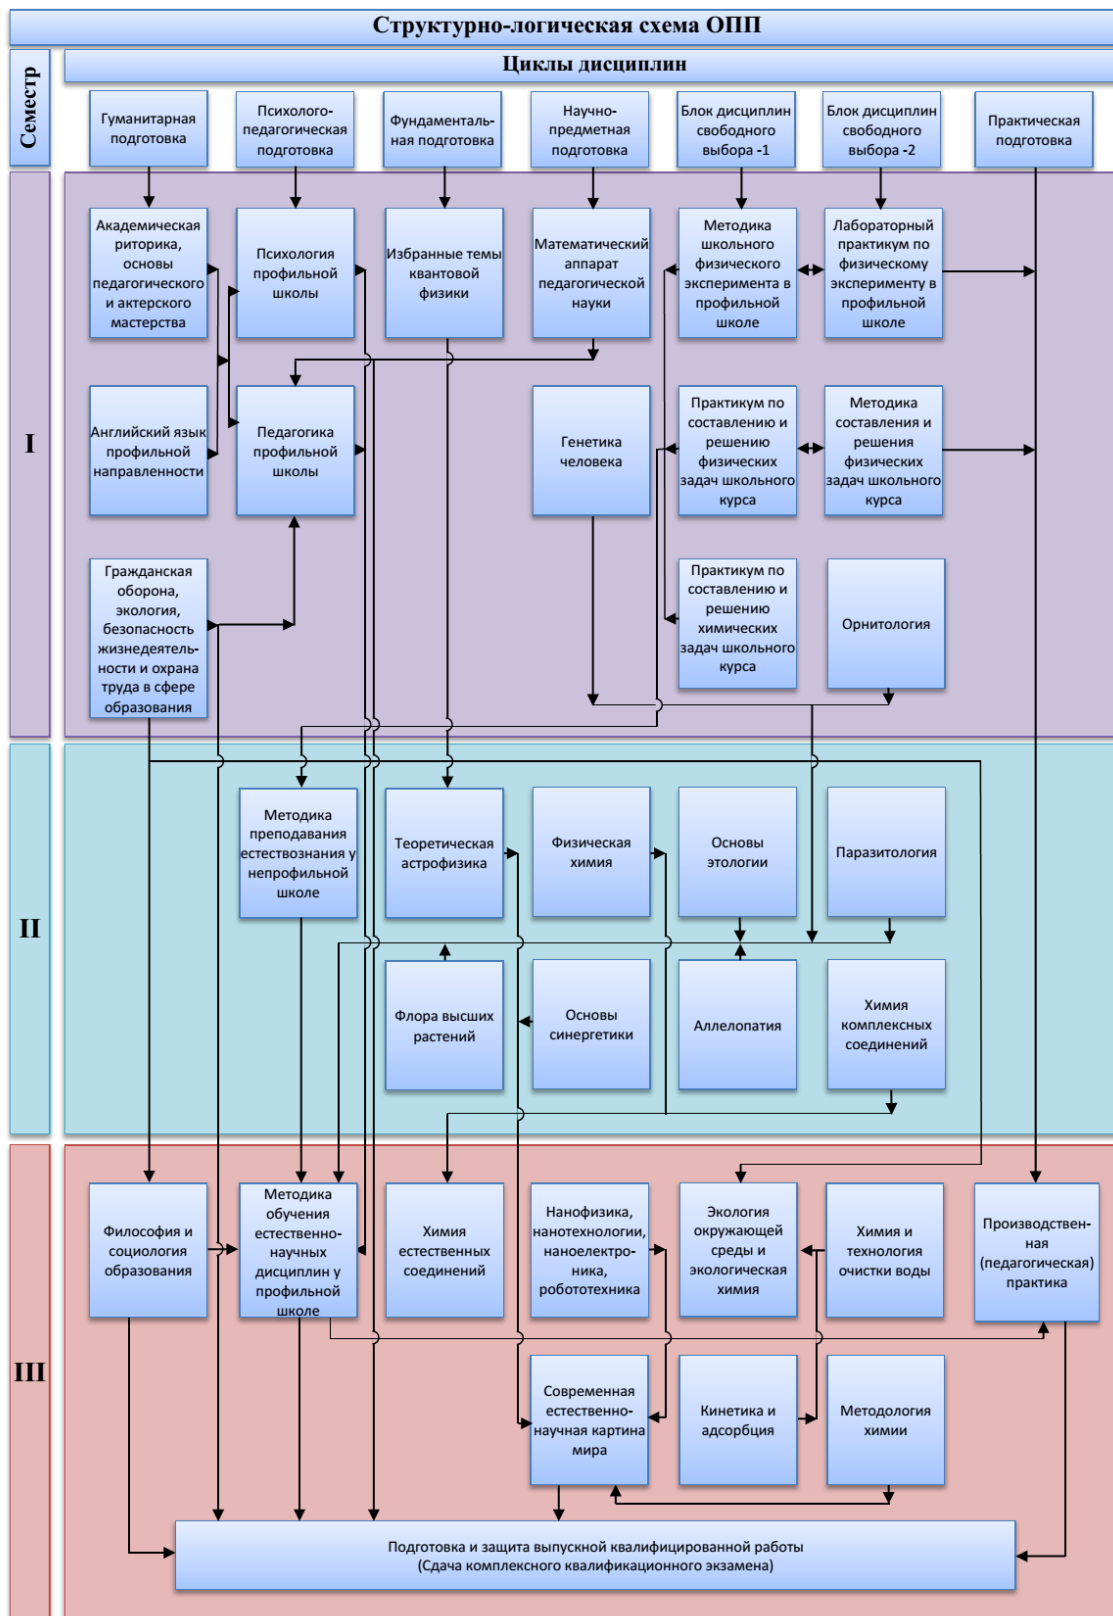 Структурно-логическая схема ОПП
Семестр
Циклы дисциплин
Гуманитарная
подготовка
Психолого-
педагогическая
подготовка
Фундаменталь-
ная подготовка
Научно-
предметная
подготовка
Блок дисциплин
свободного
выбора -1
Блок дисциплин
свободного
выбора -2
Практическая
подготовка
I
Академическая
риторика,
основы
педагогического
и актерского
мастерства
Психология
профильной
школы
Избранные темы
квантовой
физики
Математический
аппарат
педагогической
науки
Методика
школьного
физического
эксперимента в
профильной
школе
Лабораторный
практикум по
физическому
эксперименту в
профильной
школе
Английский язык
профильной
направленности
Педагогика
профильной
школы
Генетика
человека
Практикум по
составлению и
решению
физических
задач школьного
курса
Методика
составления и
решения
физических
задач школьного
курса
Гражданская
оборона,
экология,
безопасность
жизнедеятель-
ности и охрана
труда в сфере
образования
Практикум по
составлению и
решению
химических
задач школьного
курса
Орнитология
II
Методика
преподавания
естествознания у
непрофильной
школе
Теоретическая
астрофизика
Физическая
химия
Основы
этологии
Паразитология
Флора высших
растений
Основы
синергетики
Аллелопатия
Химия
комплексных
соединений
III
Философия и
социология
образования
Методика
обучения
естественно-
научных
дисциплин у
профильной
школе
Химия
естественных
соединений
Нанофизика,
нанотехнологии,
наноелектро-
ника,
робототехника
Экология
окружающей
среды и
экологическая
химия
Химия и
технология
очистки воды
Производствен-
ная
(педагогическая)
практика
Современная
естественно-
научная картина
мира
Кинетика и
адсорбция
Методология
химии
Подготовка и защита выпускной квалифицированной работы
(Сдача комплексного квалификационного экзамена)